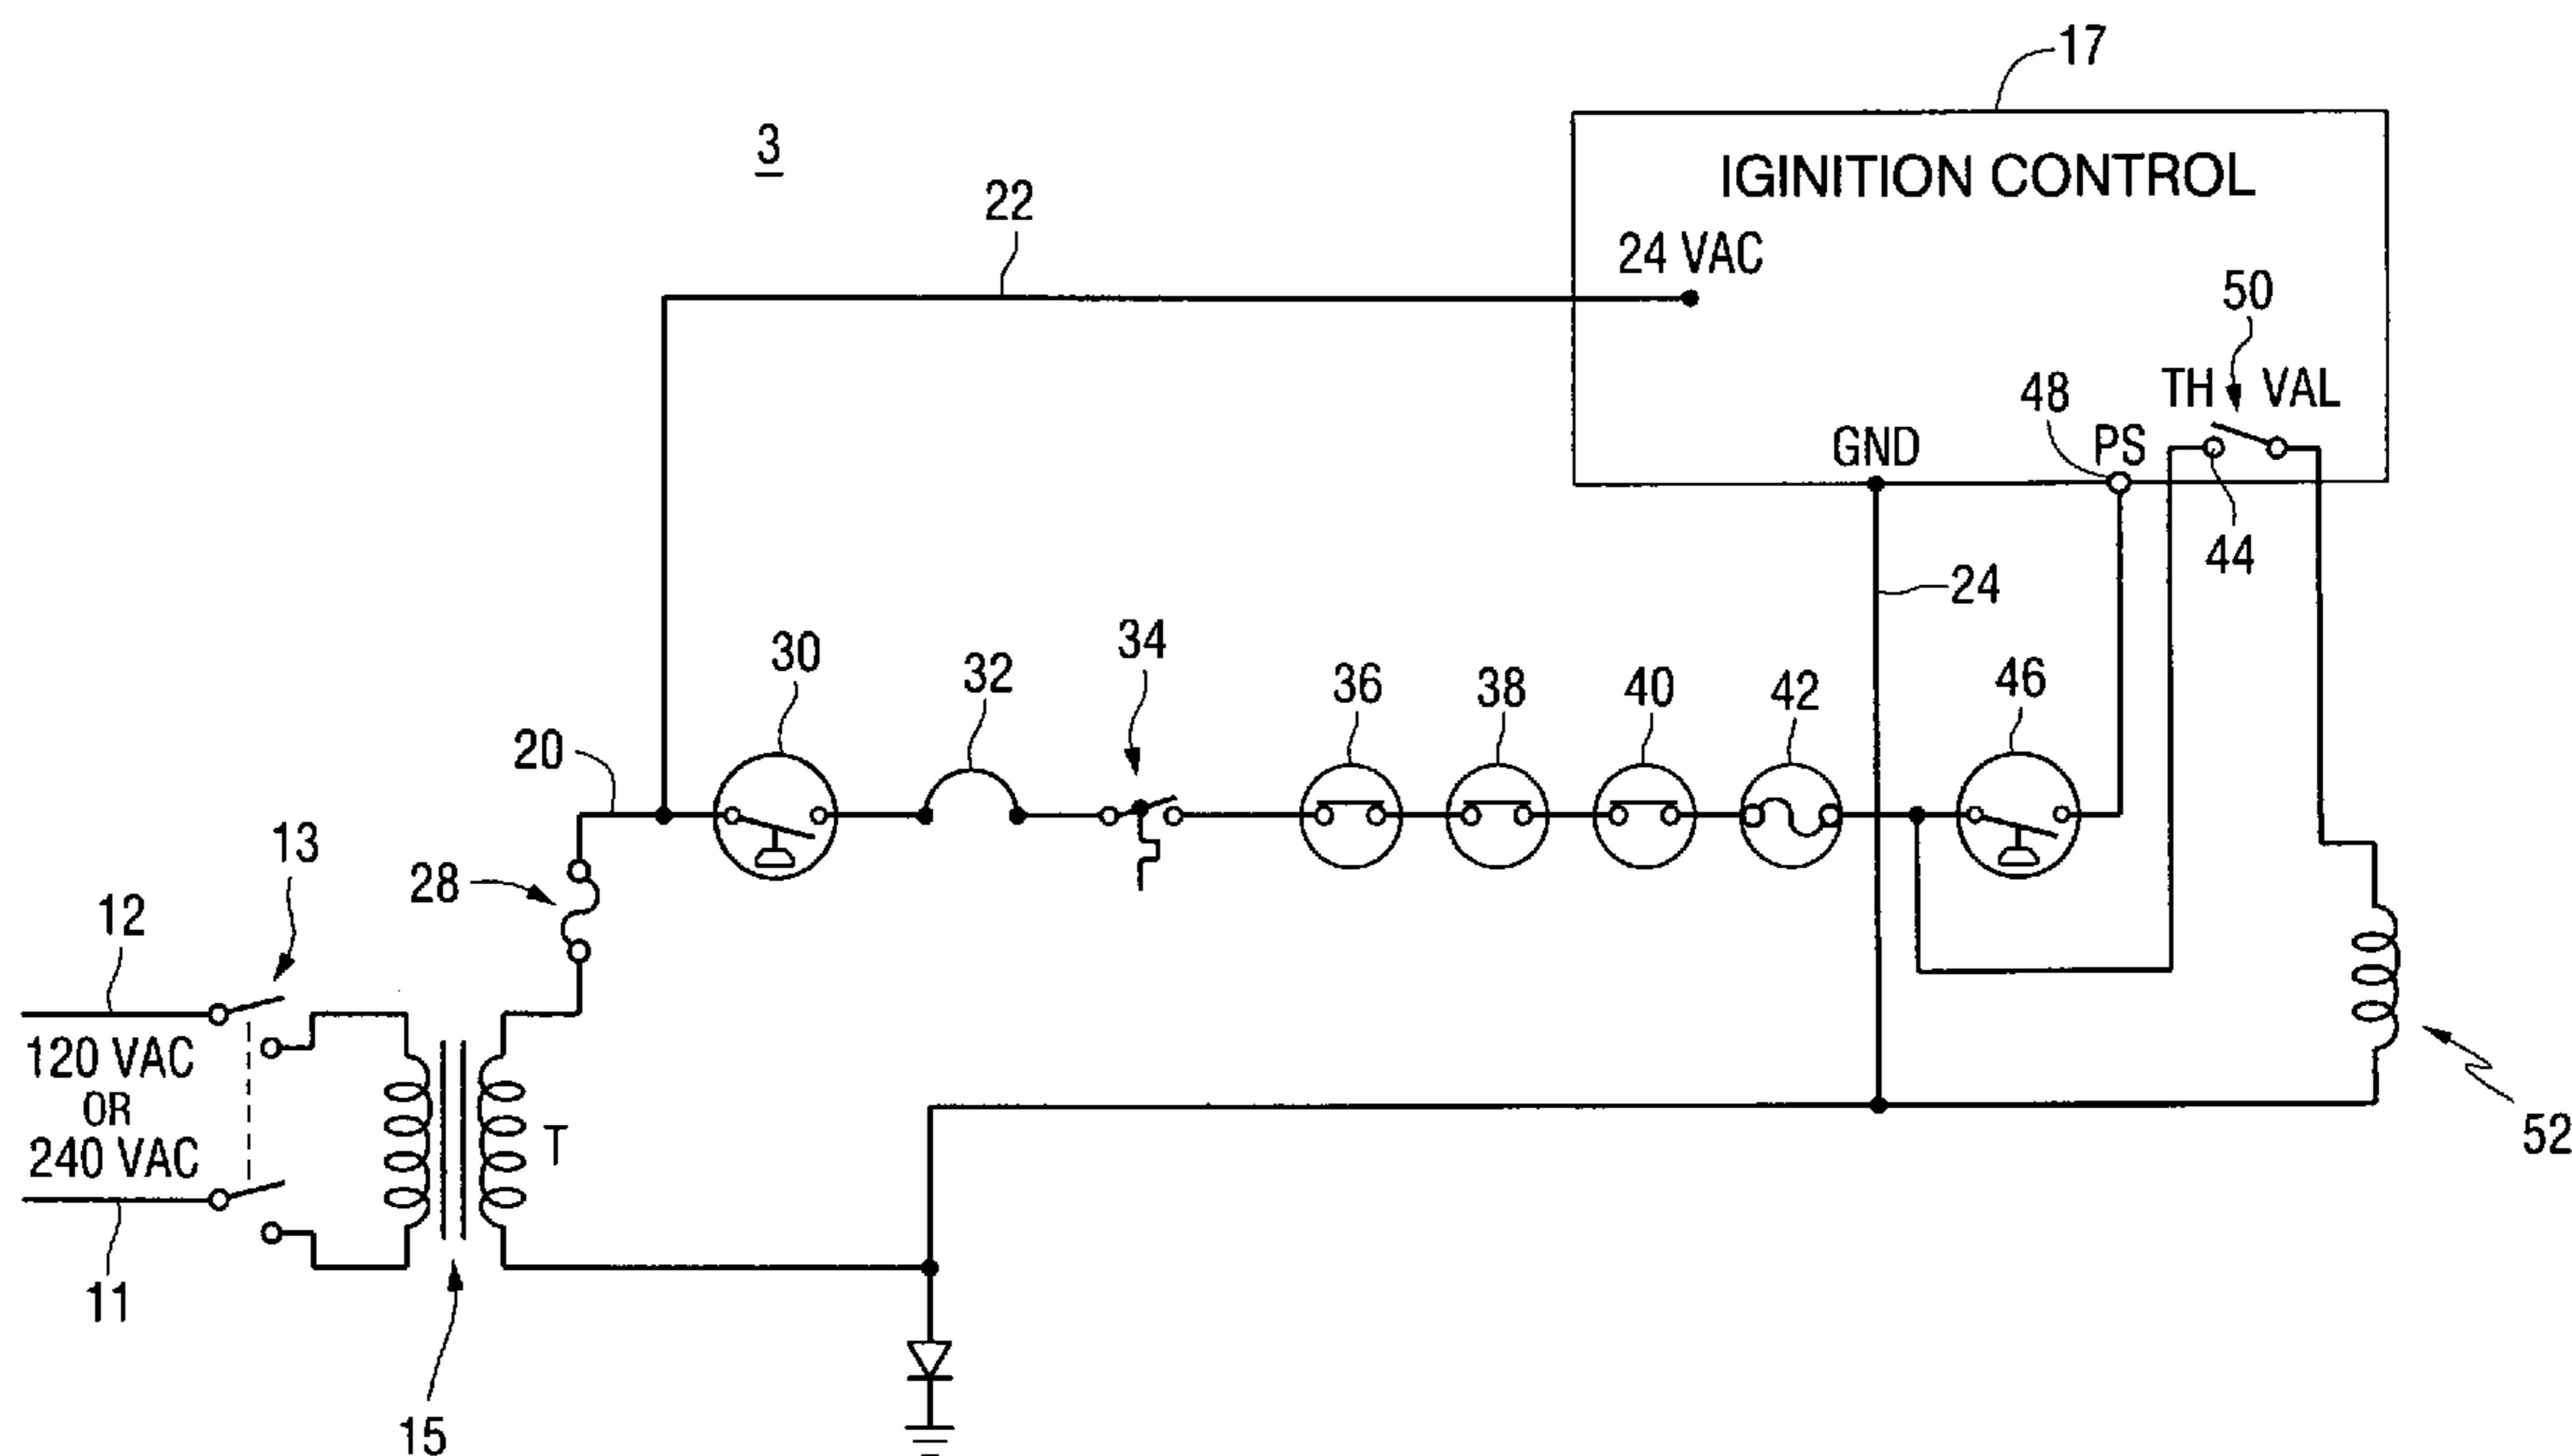 17
3
IGINITION CONTROL
22
24 VAC
50
TH VAL
48
GND
PS
44
24
30
32
34
36
38
40
42
46
20
13
28
12
120 VAC
OR
240 VAC
T
52
11
15